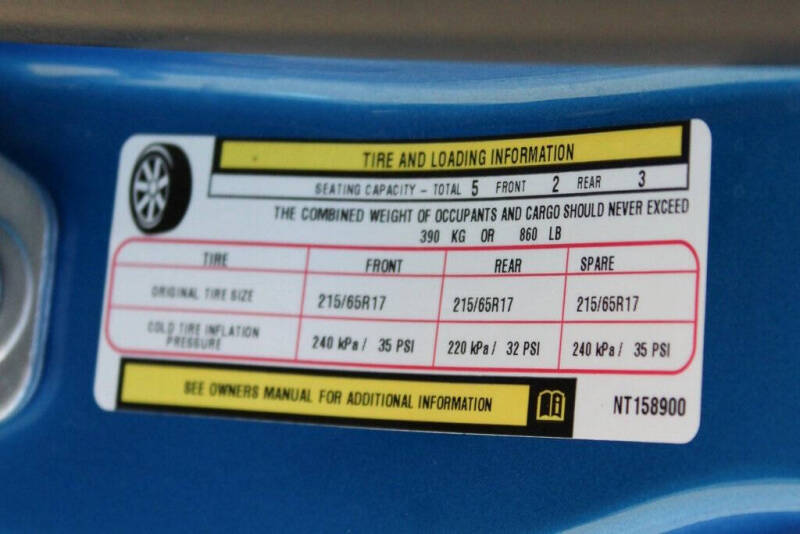 TIRE AND LOADING INFORMATION
SEATING CAPACITY - TOTAL 5 FRONT 2 REAR 3
THE COMBINED WEIGHT OF OCCUPANTS AND CARGO SHOULD NEVER EXCEED
390 KG OR 860 LB
TIRE FRONT REAR SPARE
ORIGINAL TIRE SIZE 215/65R17 215/65R17 215/65R17
COLD TIRE INFLATION
PRESSURE 240 kPa / 35 PSI 220 kPa / 32 PSI 240 kPa / 35 PSI
SEE OWNERS MANUAL FOR ADDITIONAL INFORMATION
NT158900